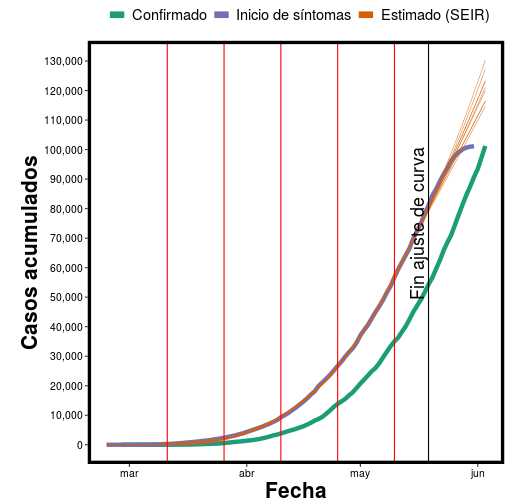 Confirmado Inicio de síntomas Estimado (SEIR)
Casos acumulados
130,000
120,000
110,000
100,000
90,000
80,000
70,000
60,000
50,000
40,000
30,000
20,000
10,000
0
Fin ajuste de curva
mar abr may jun
Fecha